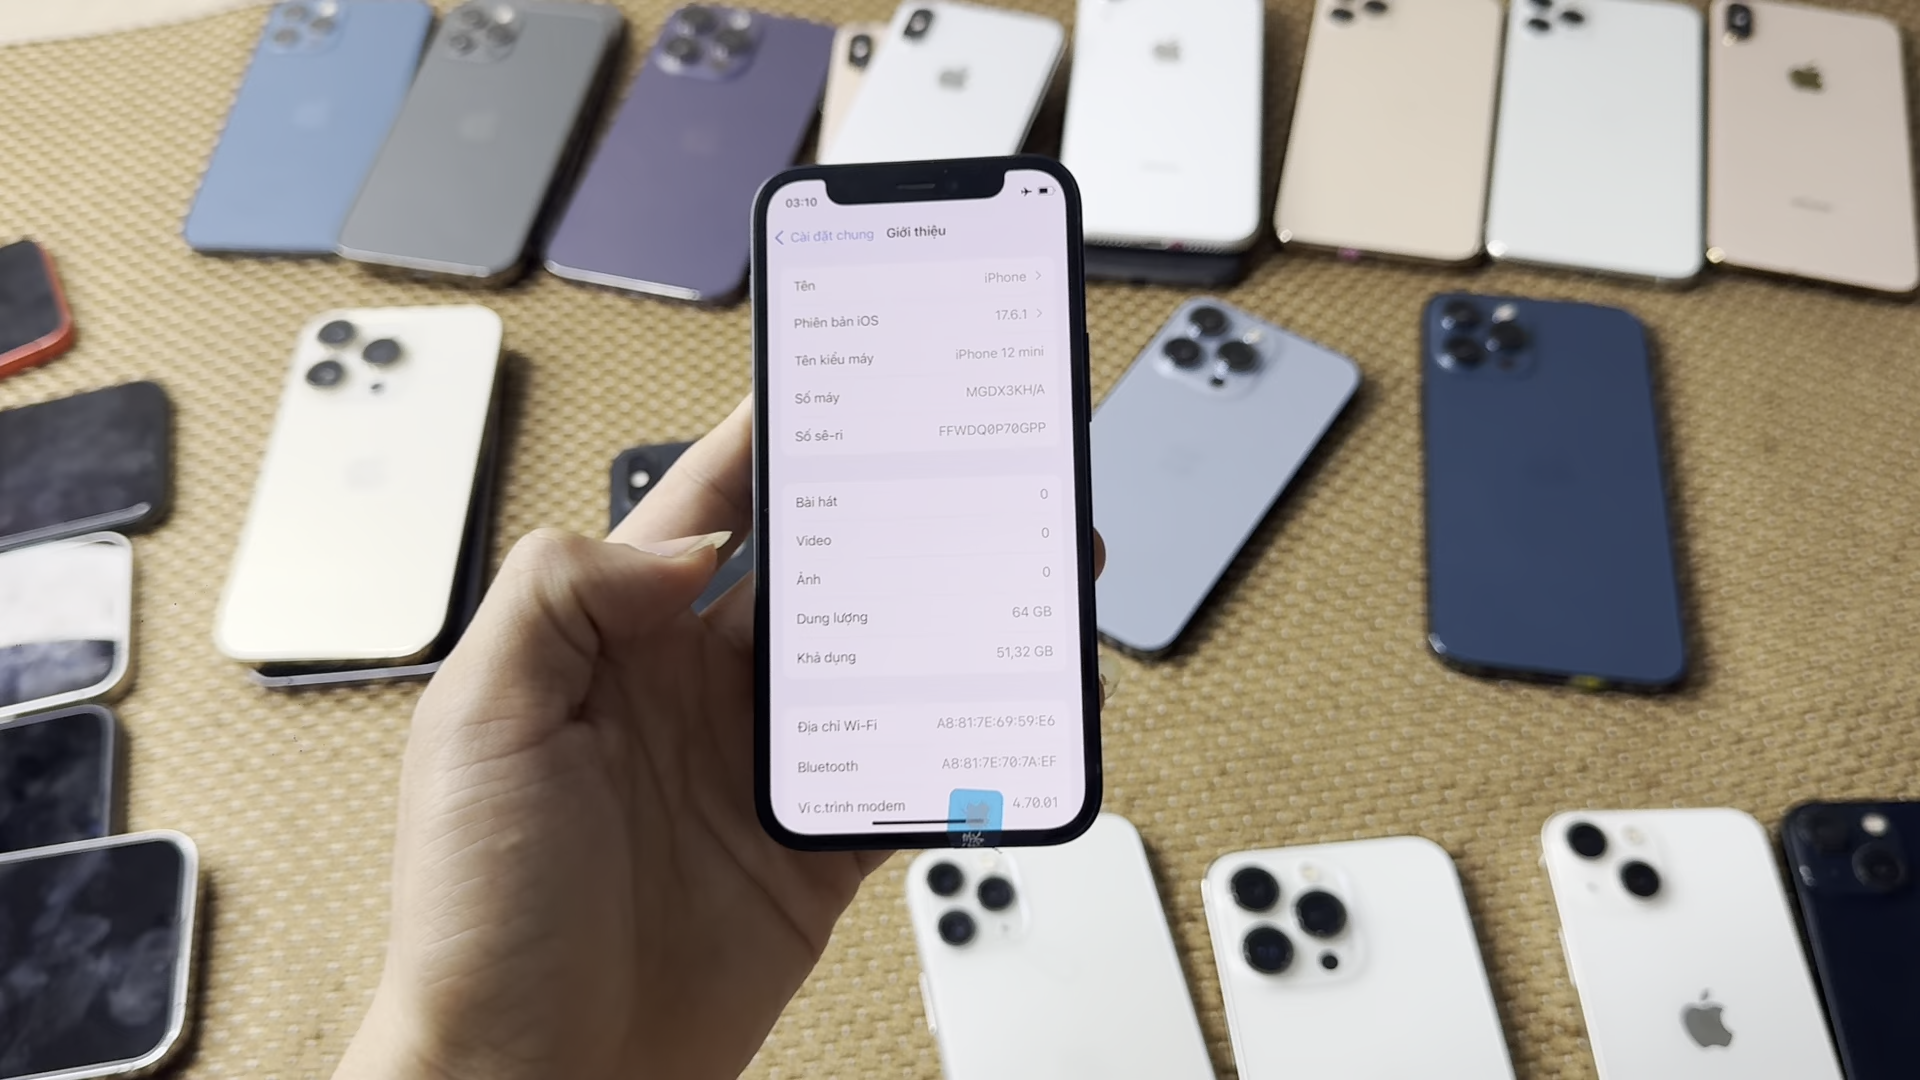 03:10
Cài đặt chung Giới thiệu
Tên iPhone
Phiên bản iOS 17.6.1
Tên kiểu máy iPhone 12 mini
Số máy MGDX3KH/A
Số sê-ri FFWDQ0P70GPP
Bài hát 0
Video 0
Ảnh 0
Dung lượng 64 GB
Khả dụng 51,32 GB
Địa chỉ Wi-Fi A8:81:7E:69:59:E6
Bluetooth A8:81:7E:70:7A:EF
Vi c.trình modem 4.70.01